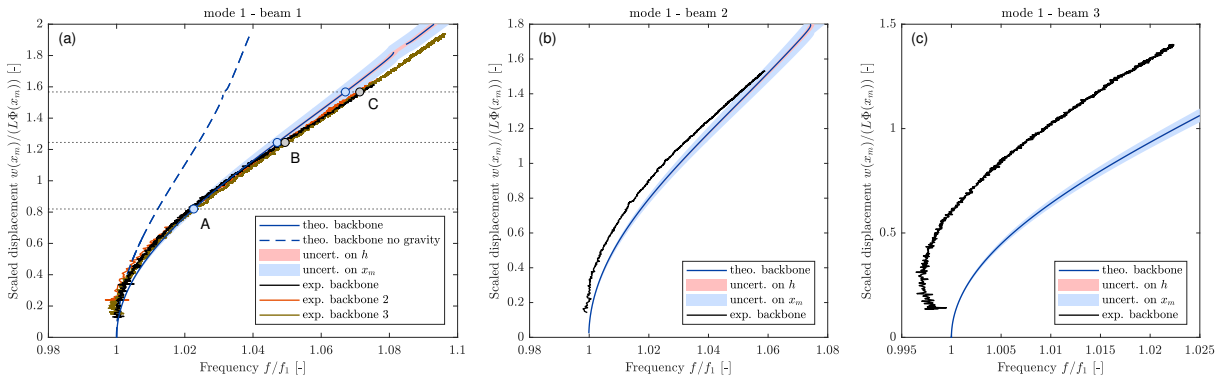 mode 1 - beam 1
(a)
Scaled displacement w(x_m)/(LΦ(x_m)) [-]
2
1.8
1.6
1.4
1.2
1
0.8
0.6
0.4
0.2
0
A
B
C
theo. backbone
theo. backbone no gravity
uncert. on h
uncert. on x_m
exp. backbone
exp. backbone 2
exp. backbone 3
0.98 1 1.02 1.04 1.06 1.08 1.1
Frequency f/f_1 [-]
mode 1 - beam 2
(b)
Scaled displacement w(x_m)/(LΦ(x_m)) [-]
1.8
1.6
1.4
1.2
1
0.8
0.6
0.4
0.2
0
theo. backbone
uncert. on h
uncert. on x_m
exp. backbone
0.98 1 1.02 1.04 1.06 1.08
Frequency f/f_1 [-]
mode 1 - beam 3
(c)
Scaled displacement w(x_m)/(LΦ(x_m)) [-]
1.5
1
0.5
0
theo. backbone
uncert. on h
uncert. on x_m
exp. backbone
0.995 1 1.005 1.01 1.015 1.02 1.025
Frequency f/f_1 [-]